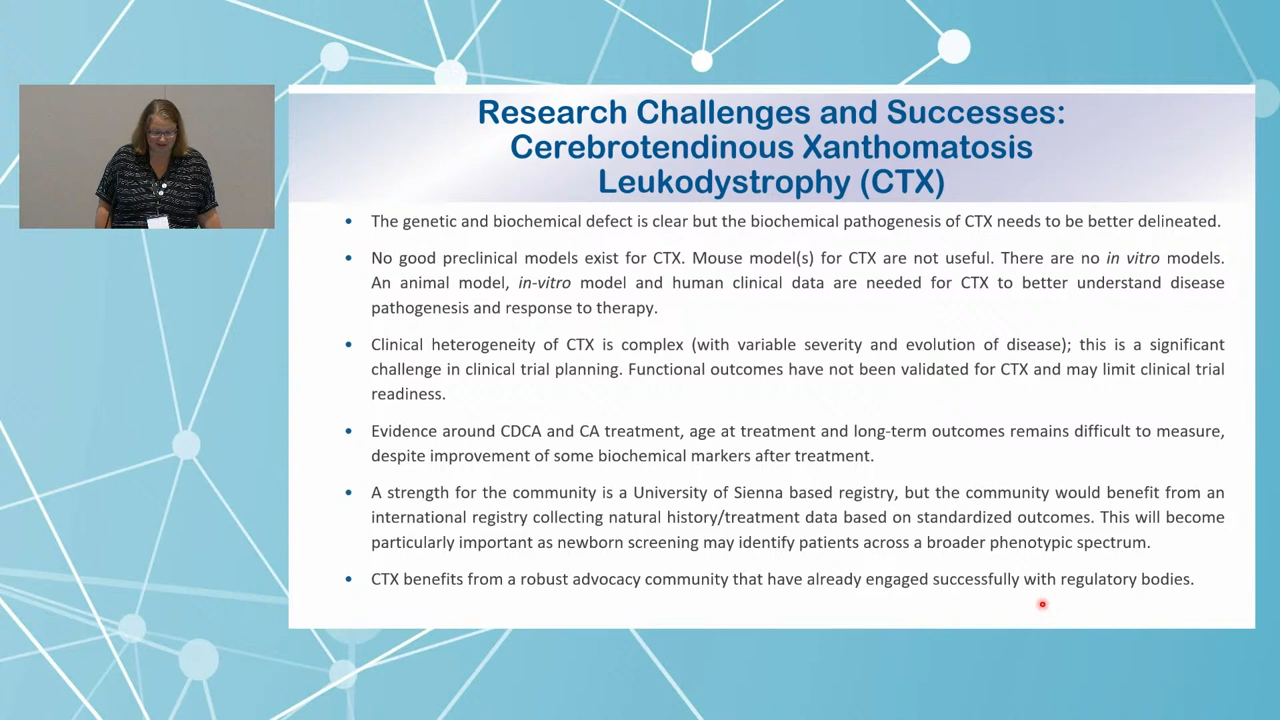 Research Challenges and Successes:
Cerebrotendinous Xanthomatosis
Leukodystrophy (CTX)
• The genetic and biochemical defect is clear but the biochemical pathogenesis of CTX needs to be better delineated.
• No good preclinical models exist for CTX. Mouse model(s) for CTX are not useful. There are no in vitro models.
An animal model, in-vitro model and human clinical data are needed for CTX to better understand disease
pathogenesis and response to therapy.
• Clinical heterogeneity of CTX is complex (with variable severity and evolution of disease); this is a significant
challenge in clinical trial planning. Functional outcomes have not been validated for CTX and may limit clinical trial
readiness.
• Evidence around CDCA and CA treatment, age at treatment and long-term outcomes remains difficult to measure,
despite improvement of some biochemical markers after treatment.
• A strength for the community is a University of Sienna based registry, but the community would benefit from an
international registry collecting natural history/treatment data based on standardized outcomes. This will become
particularly important as newborn screening may identify patients across a broader phenotypic spectrum.
• CTX benefits from a robust advocacy community that have already engaged successfully with regulatory bodies.